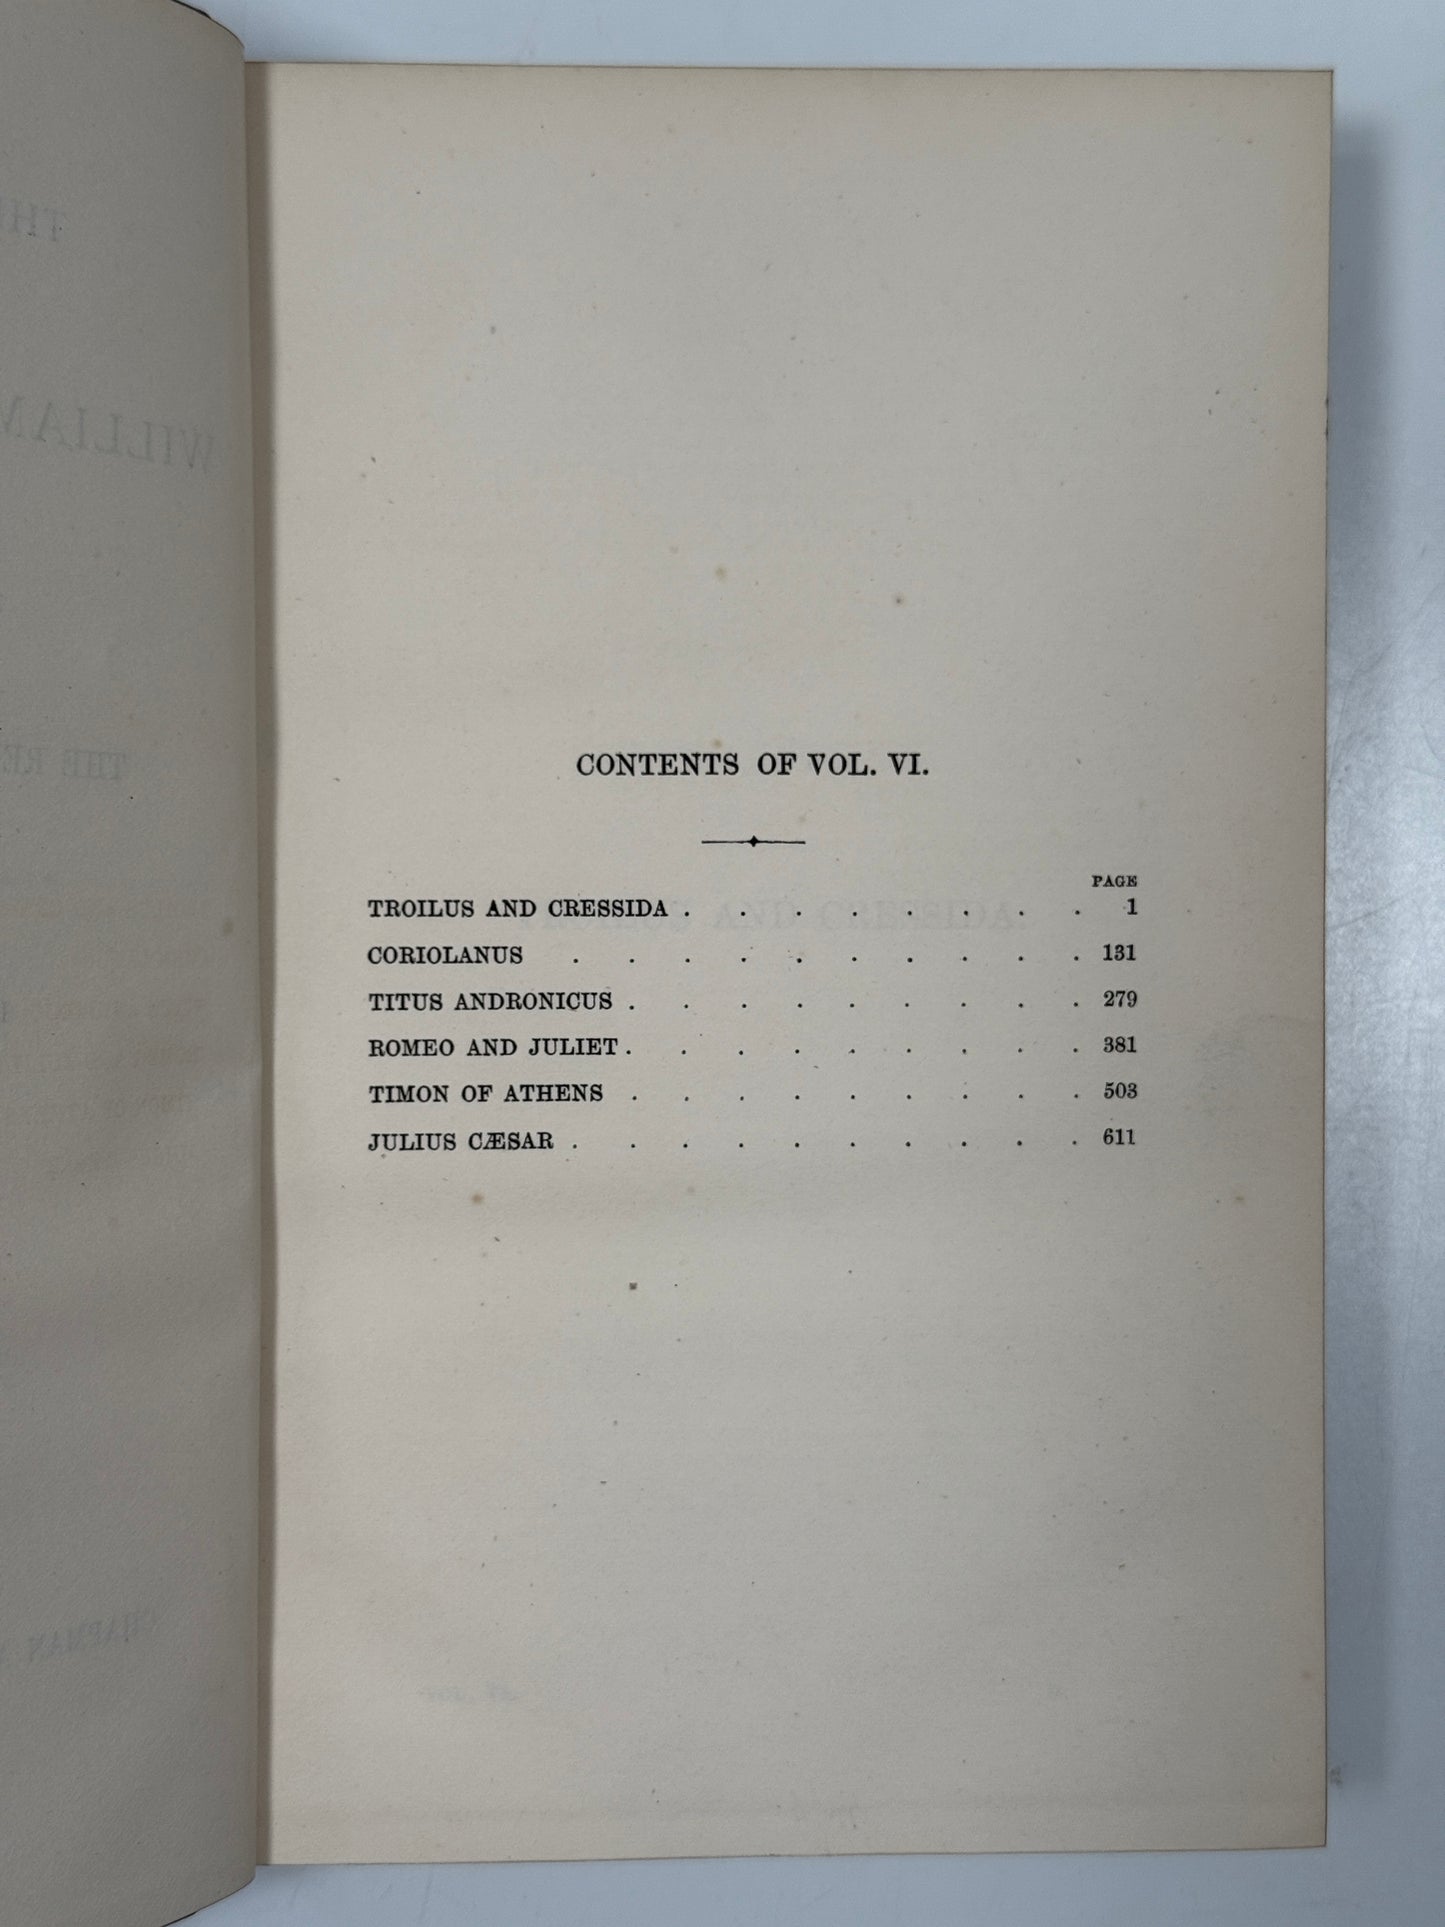 CONTENTS OF VOL. VI.
PAGE
TROILUS AND CRESSIDA . . . . . . . . 1
CORIOLANUS . . . . . . . . . . 131
TITUS ANDRONICUS . . . . . . . . . 279
ROMEO AND JULIET . . . . . . . . . 381
TIMON OF ATHENS . . . . . . . . . 503
JULIUS CÆSAR . . . . . . . . . . 611